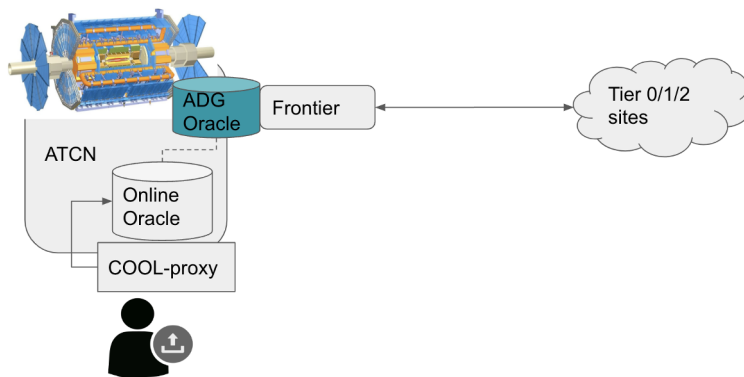 ADG
Oracle
Frontier
Tier 0/1/2
sites
ATCN
Online
Oracle
COOL-proxy